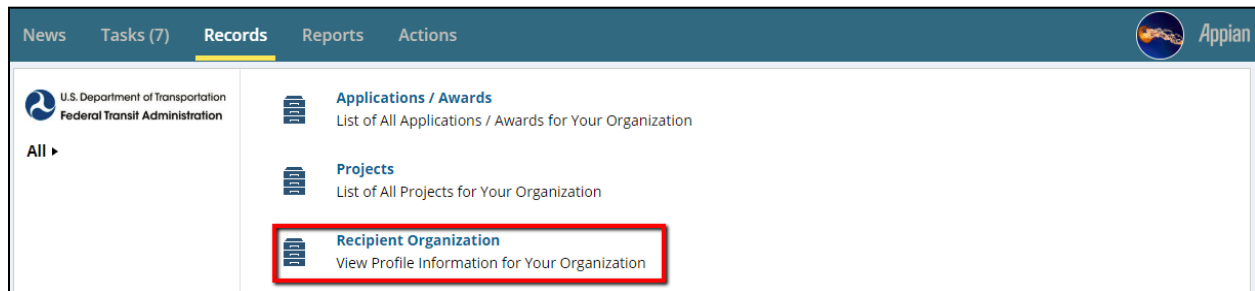 News Tasks (7) Records Reports Actions Appian
U.S. Department of Transportation
Federal Transit Administration
All
Applications / Awards
List of All Applications / Awards for Your Organization
Projects
List of All Projects for Your Organization
Recipient Organization
View Profile Information for Your Organization